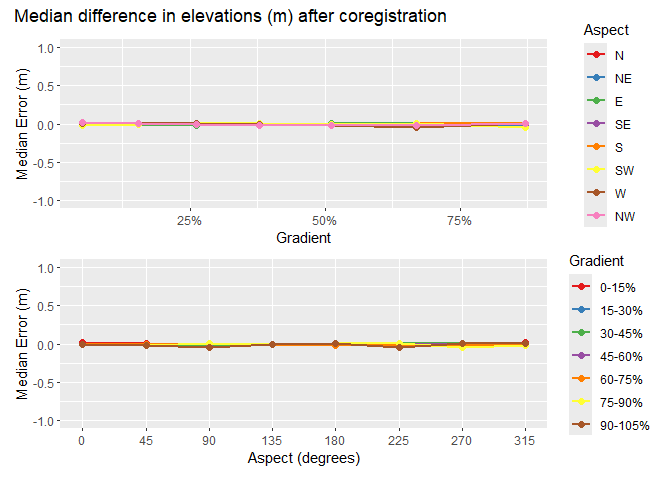 Median difference in elevations (m) after coregistration
Median Error (m)
1.0
0.5
0.0
-0.5
-1.0
25%
50%
75%
Gradient
Aspect
N
NE
E
SE
S
SW
W
NW
Median Error (m)
1.0
0.5
0.0
-0.5
-1.0
0
45
90
135
180
225
270
315
Aspect (degrees)
Gradient
0-15%
15-30%
30-45%
45-60%
60-75%
75-90%
90-105%